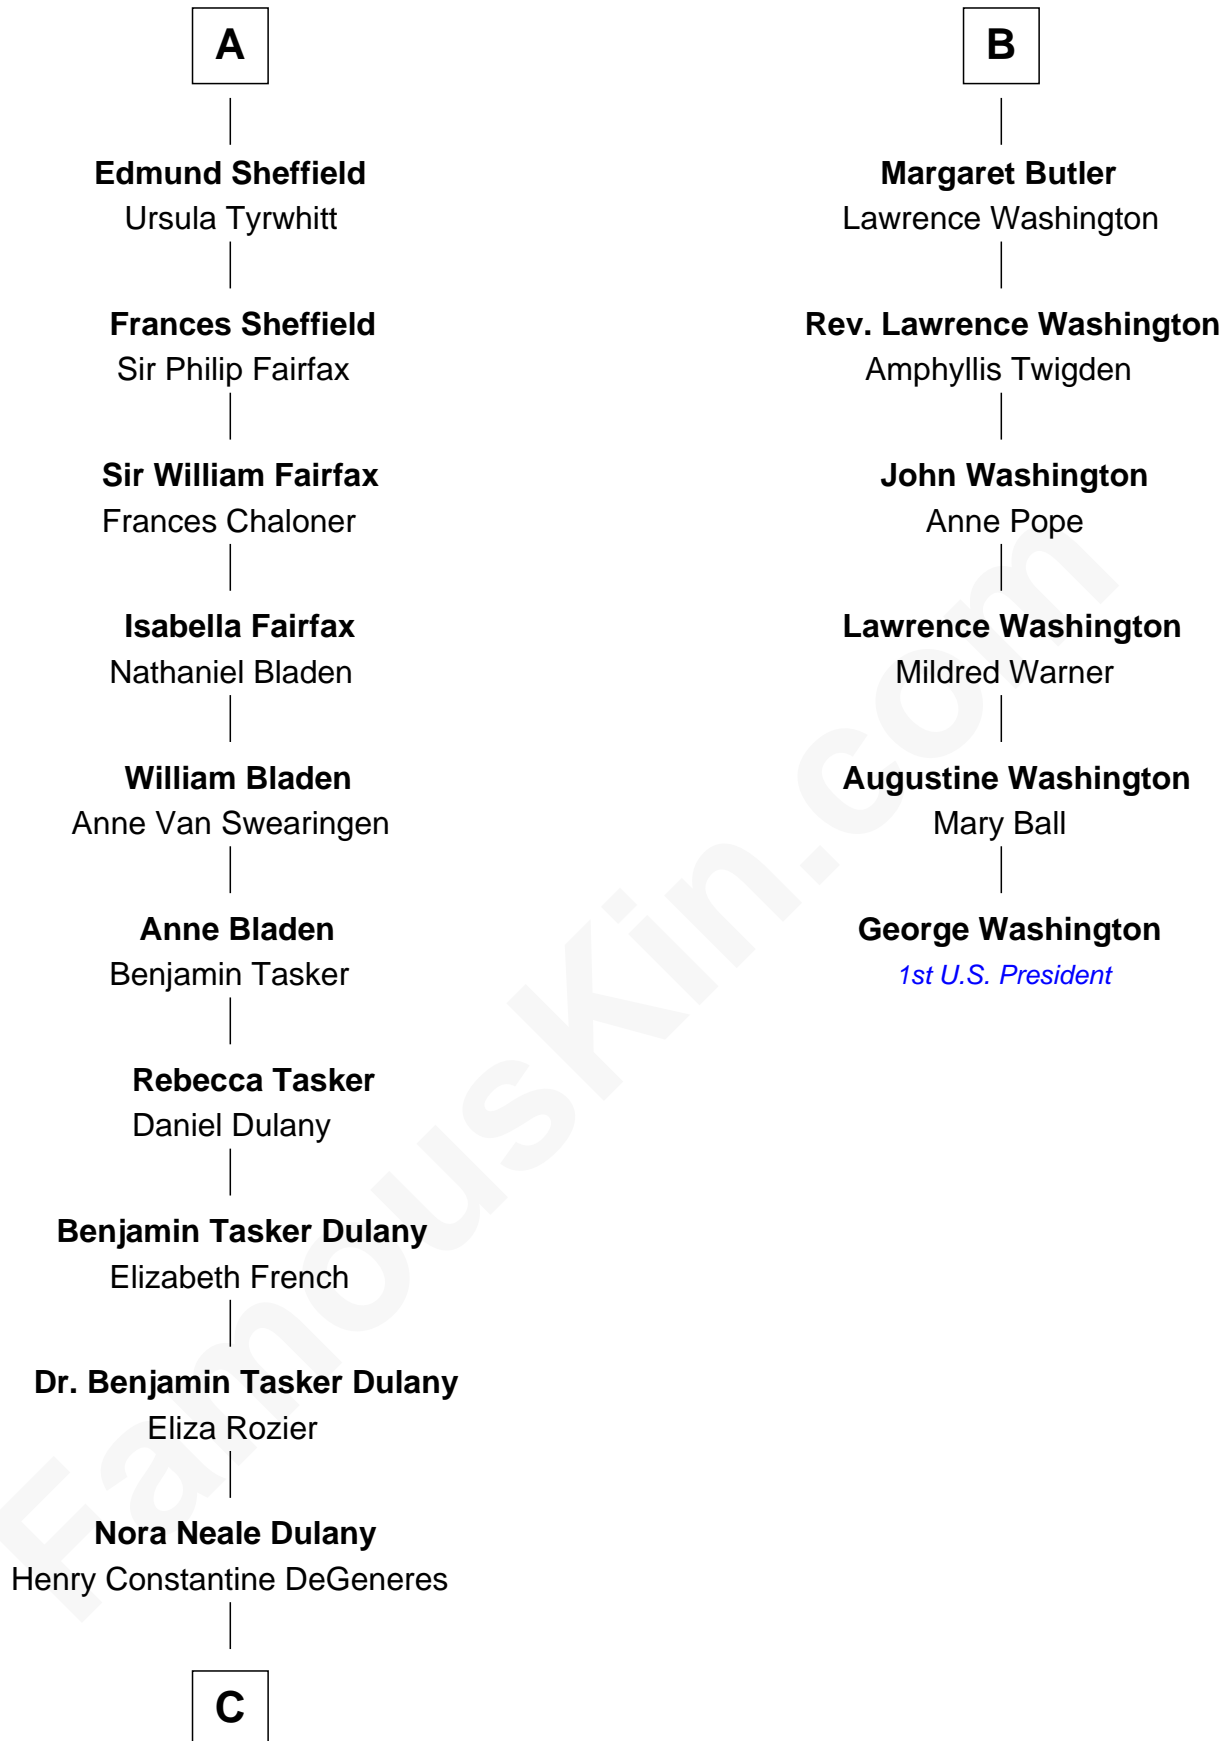 A
Edmund Sheffield
Ursula Tyrwhitt
Frances Sheffield
Sir Philip Fairfax
Sir William Fairfax
Frances Chaloner
Isabella Fairfax
Nathaniel Bladen
William Bladen
Anne Van Swearingen
Anne Bladen
Benjamin Tasker
Rebecca Tasker
Daniel Dulany
Benjamin Tasker Dulany
Elizabeth French
Dr. Benjamin Tasker Dulany
Eliza Rozier
Nora Neale Dulany
Henry Constantine DeGeneres
C
B
Margaret Butler
Lawrence Washington
Rev. Lawrence Washington
Amphyllis Twigden
John Washington
Anne Pope
Lawrence Washington
Mildred Warner
Augustine Washington
Mary Ball
George Washington
1st U.S. President
FamousKin.com